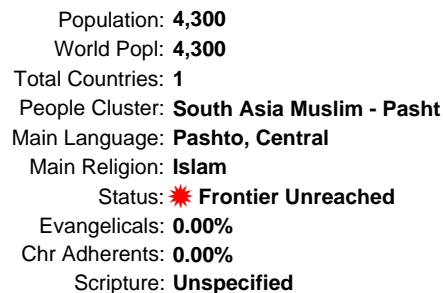 Population: 4,300
World Popl: 4,300
Total Countries: 1
People Cluster: South Asia Muslim - Pasht
Main Language: Pashto, Central
Main Religion: Islam
Status: Frontier Unreached
Evangelicals: 0.00%
Chr Adherents: 0.00%
Scripture: Unspecified